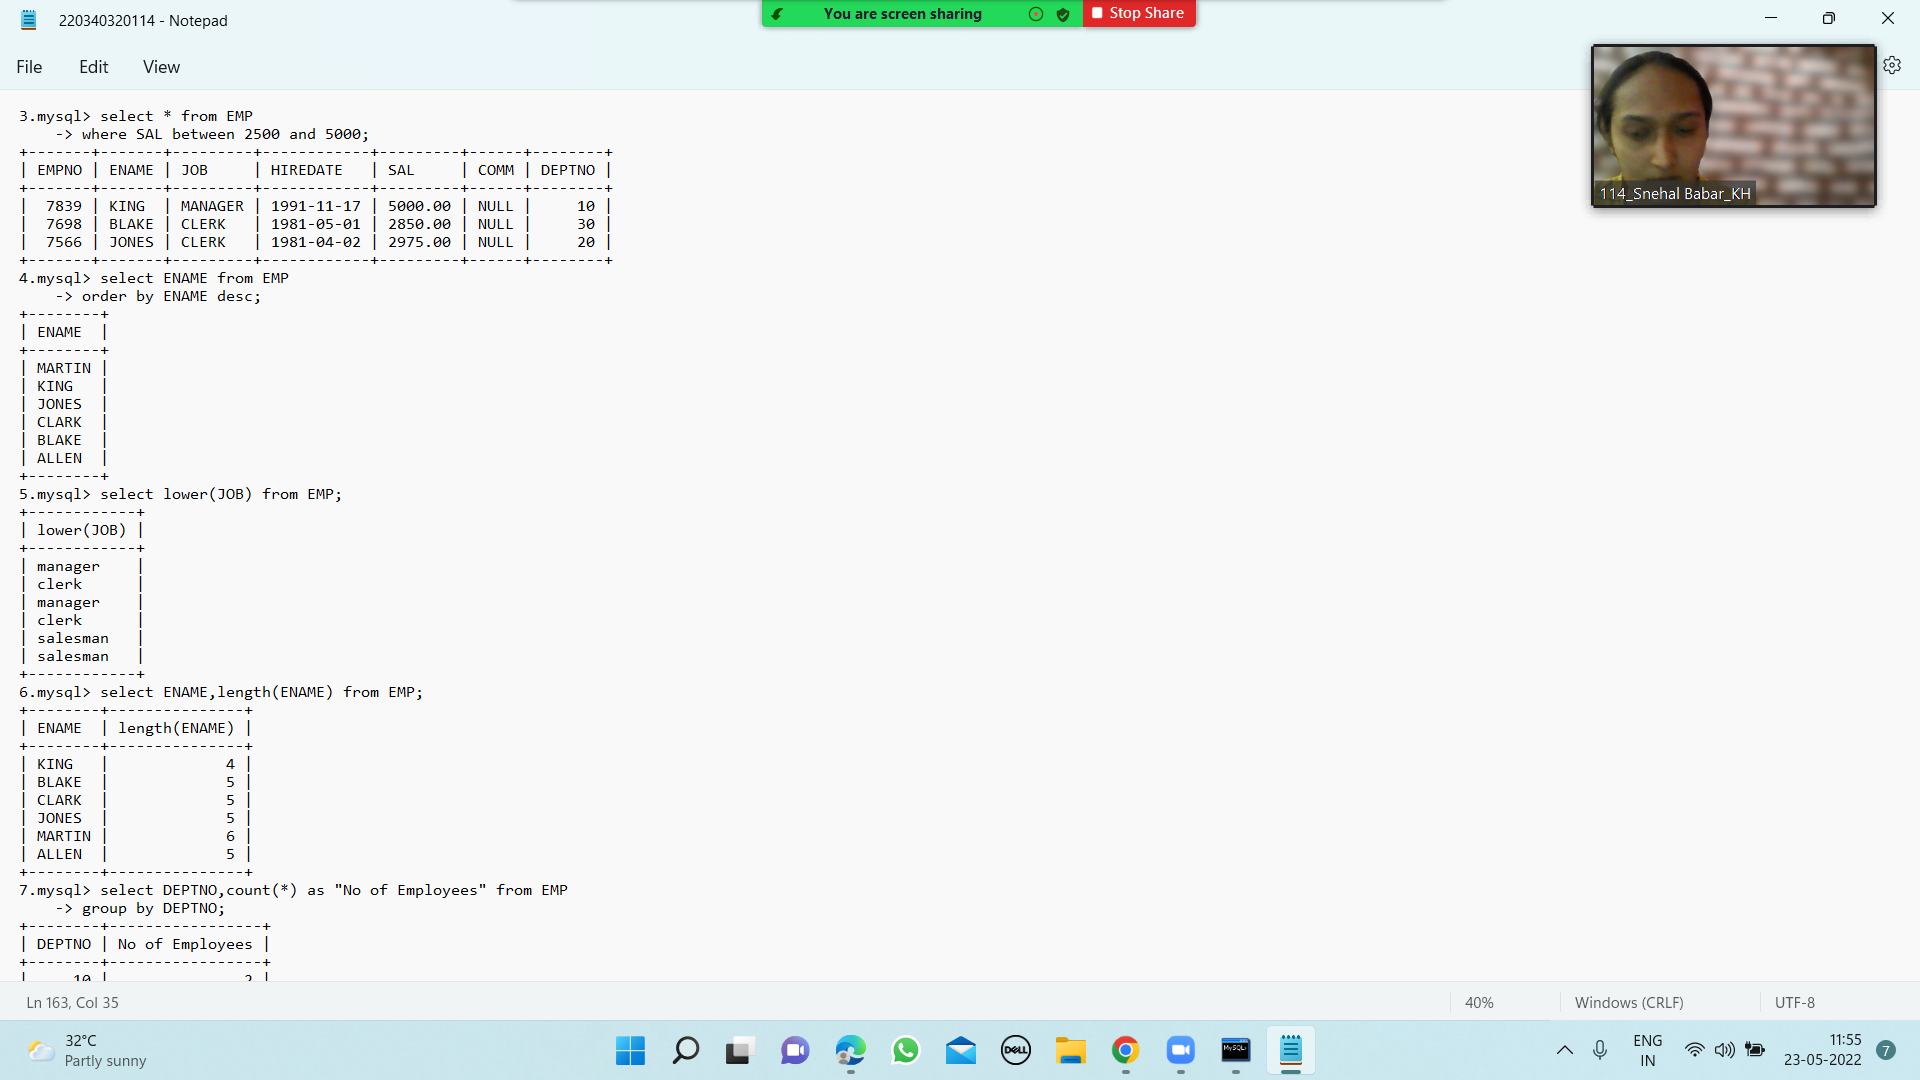 220340320114 - Notepad
You are screen sharing
Stop Share
File Edit View
114_Snehal Babar_KH
3.mysql> select * from EMP
    -> where SAL between 2500 and 5000;
+-------+-------+---------+------------+---------+------+--------+
| EMPNO | ENAME | JOB     | HIREDATE   | SAL     | COMM | DEPTNO |
+-------+-------+---------+------------+---------+------+--------+
|  7839 | KING  | MANAGER | 1991-11-17 | 5000.00 | NULL |     10 |
|  7698 | BLAKE | CLERK   | 1981-05-01 | 2850.00 | NULL |     30 |
|  7566 | JONES | CLERK   | 1981-04-02 | 2975.00 | NULL |     20 |
+-------+-------+---------+------------+---------+------+--------+
4.mysql> select ENAME from EMP
    -> order by ENAME desc;
+--------+
| ENAME  |
+--------+
| MARTIN |
| KING   |
| JONES  |
| CLARK  |
| BLAKE  |
| ALLEN  |
+--------+
5.mysql> select lower(JOB) from EMP;
+------------+
| lower(JOB) |
+------------+
| manager    |
| clerk      |
| manager    |
| clerk      |
| salesman   |
| salesman   |
+------------+
6.mysql> select ENAME,length(ENAME) from EMP;
+--------+---------------+
| ENAME  | length(ENAME) |
+--------+---------------+
| KING   |             4 |
| BLAKE  |             5 |
| CLARK  |             5 |
| JONES  |             5 |
| MARTIN |             6 |
| ALLEN  |             5 |
+--------+---------------+
7.mysql> select DEPTNO,count(*) as "No of Employees" from EMP
    -> group by DEPTNO;
+--------+-----------------+
| DEPTNO | No of Employees |
+--------+-----------------+
|     10 |               2 |
Ln 163, Col 35
40%
Windows (CRLF)
UTF-8
32°C
Partly sunny
DELL
MySQL
ENG
IN
11:55
23-05-2022
7